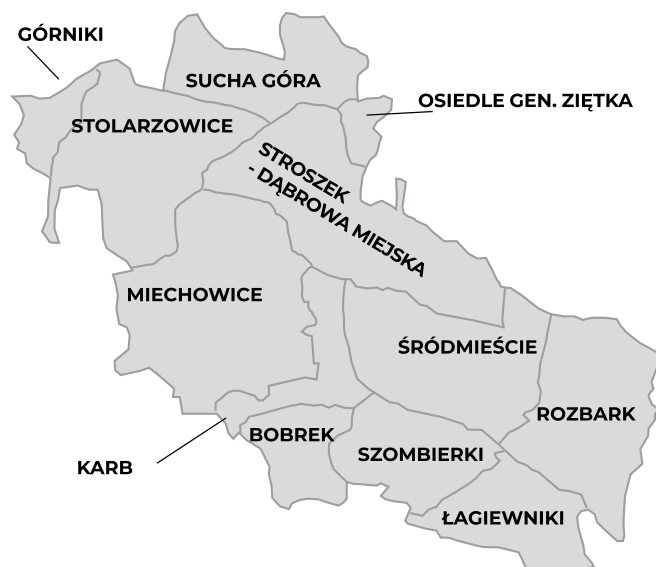 GÓRNIKI
SUCHA GÓRA
OSIEDLE GEN. ZIĘTKA
STOLARZOWICE
STROSZEK
- DĄBROWA MIEJSKA
MIECHOWICE
ŚRÓDMIEŚCIE
ROZBARK
BOBREK
SZOMBIERKI
KARB
ŁAGIEWNIKI